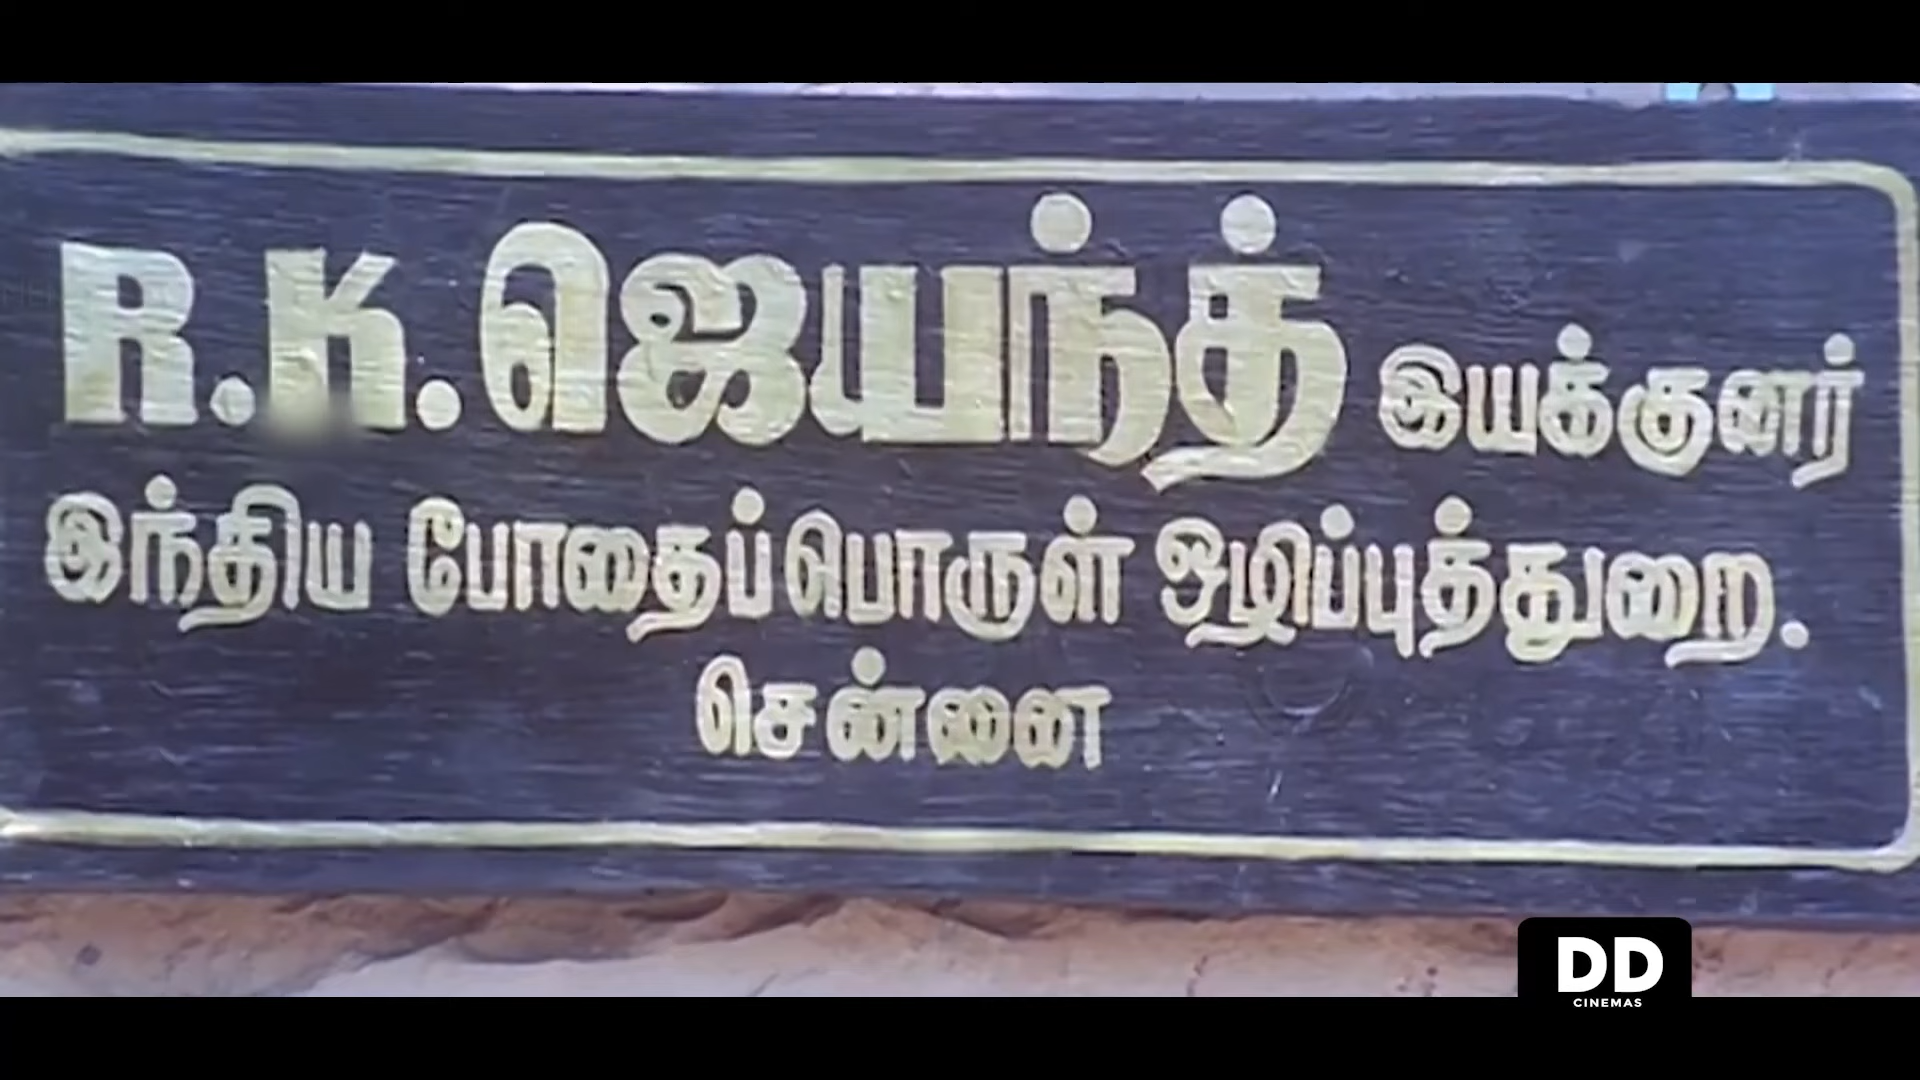 R.K.ஜெயந்த் இயக்குனர்
இந்திய போதைப்பொருள் ஒழிப்புத்துறை.
சென்னை
DD
CINEMAS